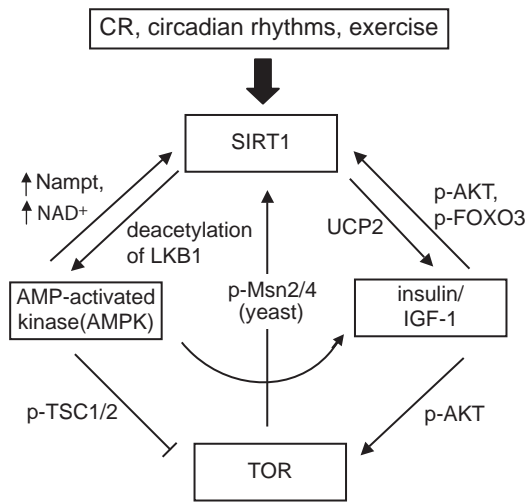 CR, circadian rhythms, exercise
SIRT1
↑ Nampt,
↑ NAD⁺
deacetylation
of LKB1
UCP2
p-AKT,
p-FOXO3
AMP-activated
kinase(AMPK)
p-Msn2/4
(yeast)
insulin/
IGF-1
p-TSC1/2
p-AKT
TOR